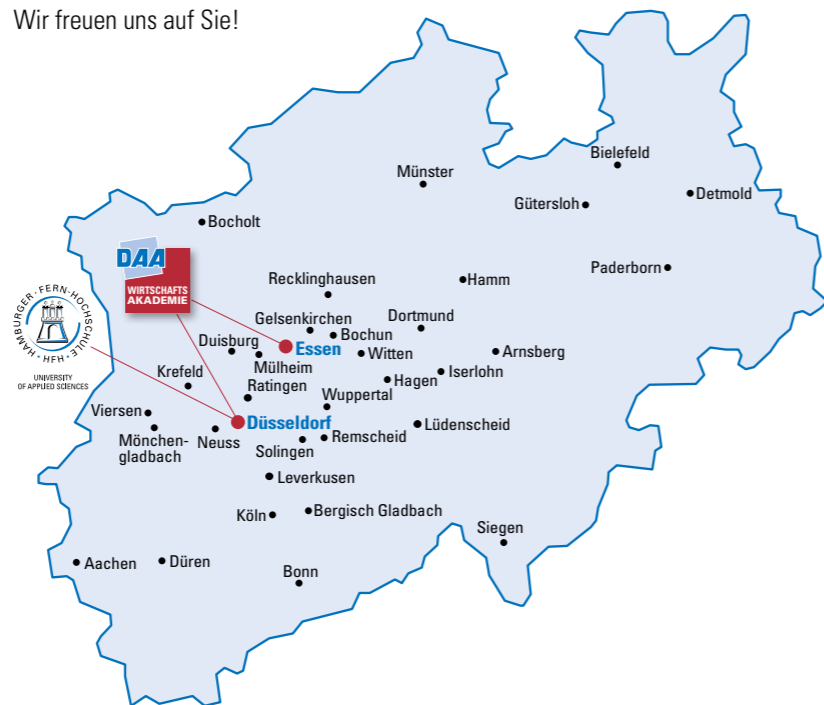 Wir freuen uns auf Sie!
Bielefeld
Münster
Detmold
Gütersloh
Bocholt
DAA
WIRTSCHAFTS
AKADEMIE
Paderborn
Recklinghausen
Hamm
HAMBURGER · FERN-HOCHSCHULE · HFH ·
UNIVERSITY
OF APPLIED SCIENCES
Gelsenkirchen
Dortmund
Duisburg
Bochun
Essen
Witten
Arnsberg
Mülheim
Krefeld
Iserlohn
Ratingen
Hagen
Wuppertal
Viersen
Düsseldorf
Lüdenscheid
Mönchen-
gladbach
Neuss
Remscheid
Solingen
Leverkusen
Köln
Bergisch Gladbach
Siegen
Aachen
Düren
Bonn